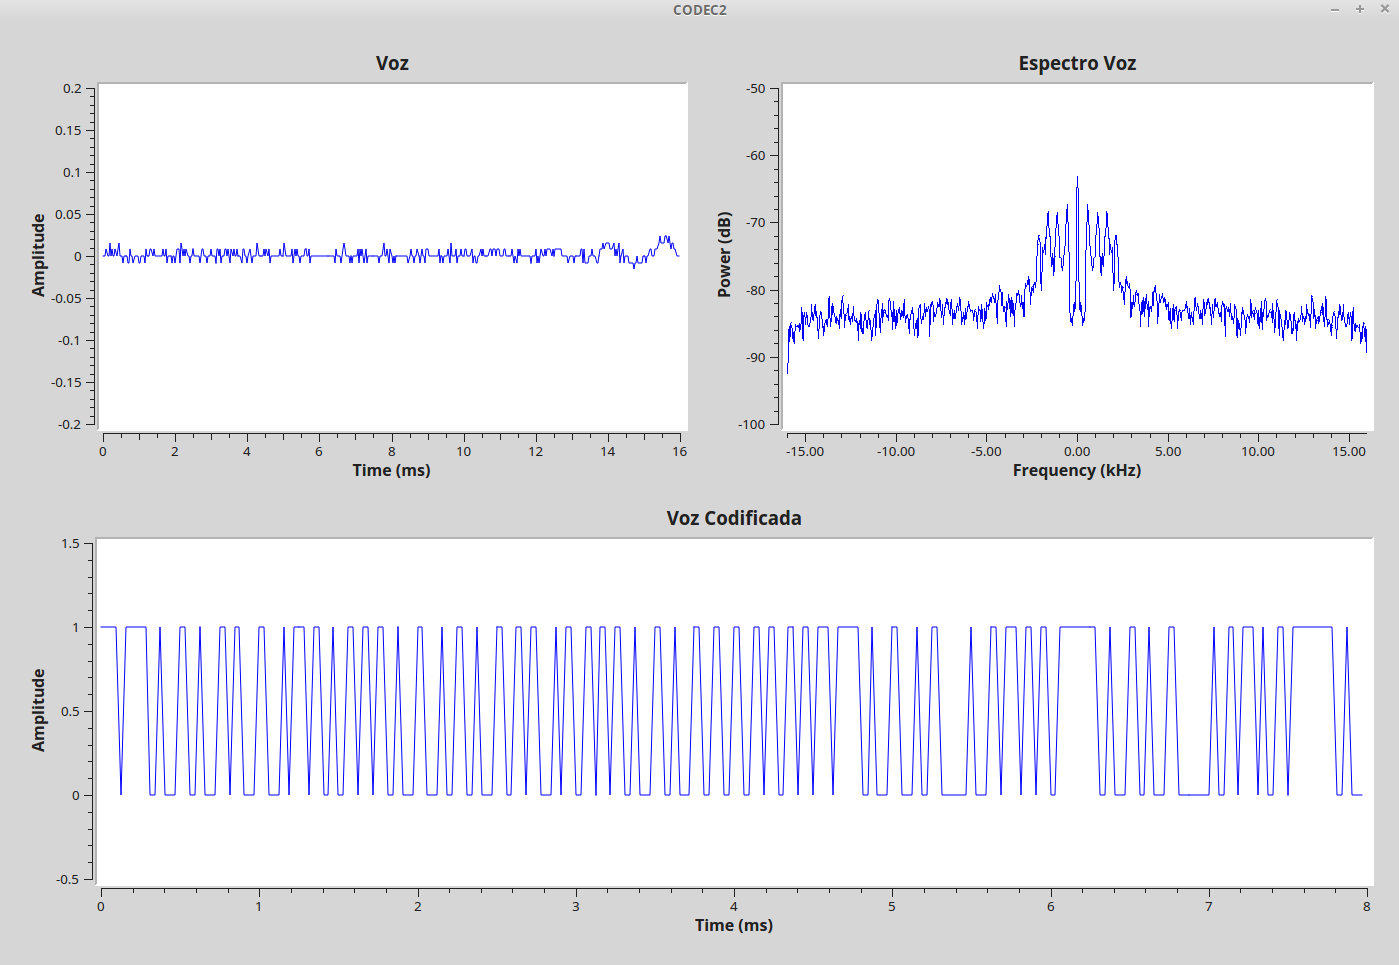 CODEC2
Voz
Amplitude
0.2
0.15
0.1
0.05
0
-0.05
-0.1
-0.15
-0.2
0 2 4 6 8 10 12 14 16
Time (ms)
Espectro Voz
Power (dB)
-50
-60
-70
-80
-90
-100
-15.00 -10.00 -5.00 0.00 5.00 10.00 15.00
Frequency (kHz)
Voz Codificada
Amplitude
1.5
1
0.5
0
-0.5
0 1 2 3 4 5 6 7 8
Time (ms)